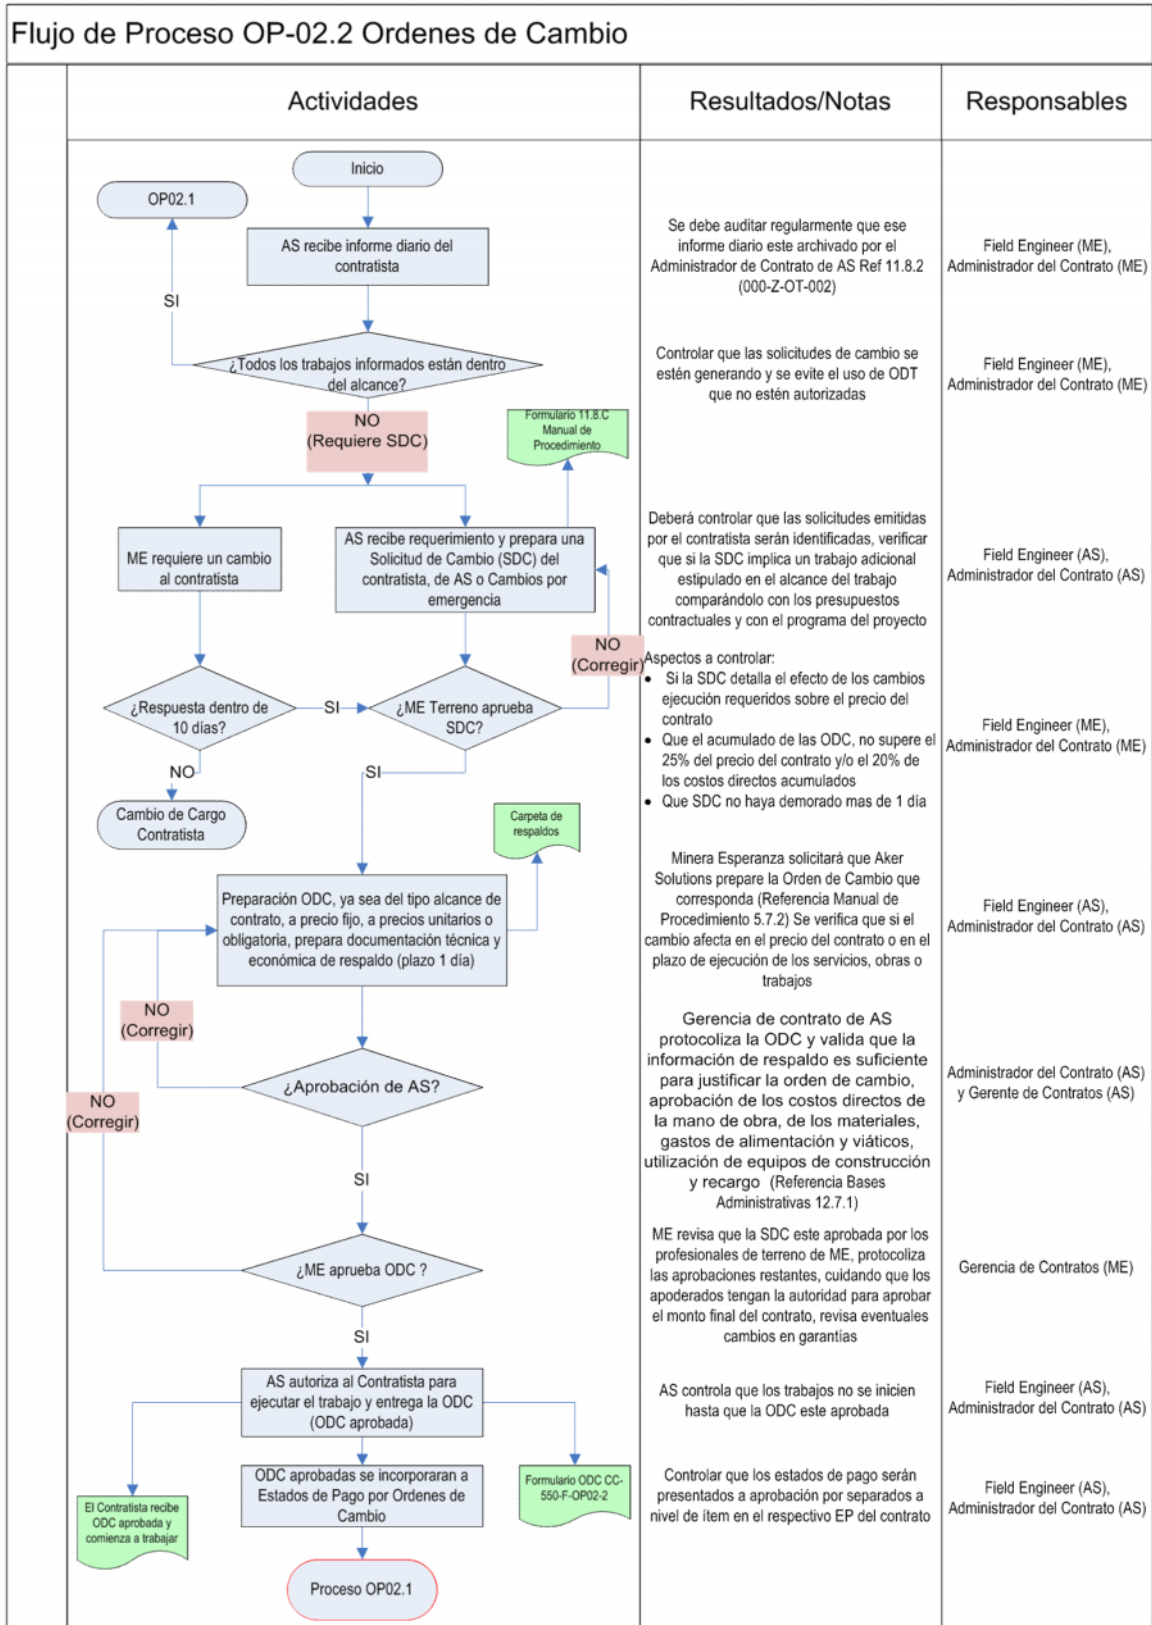 Flujo de Proceso OP-02.2 Ordenes de Cambio
Actividades
Resultados/Notas
Responsables
Inicio
OP02.1
AS recibe informe diario del
contratista
Se debe auditar regularmente que ese
informe diario este archivado por el
Administrador de Contrato de AS Ref 11.8.2
(000-Z-OT-002)
Field Engineer (ME),
Administrador del Contrato (ME)
SI
¿Todos los trabajos informados están dentro
del alcance?
Controlar que las solicitudes de cambio se
estén generando y se evite el uso de ODT
que no estén autorizadas
Field Engineer (ME),
Administrador del Contrato (ME)
NO
(Requiere SDC)
Formulario 11.8.C
Manual de
Procedimiento
ME requiere un cambio
al contratista
AS recibe requerimiento y prepara una
Solicitud de Cambio (SDC) del
contratista, de AS o Cambios por
emergencia
Deberá controlar que las solicitudes emitidas
por el contratista serán identificadas, verificar
que si la SDC implica un trabajo adicional
estipulado en el alcance del trabajo
comparándolo con los presupuestos
contractuales y con el programa del proyecto
Field Engineer (AS),
Administrador del Contrato (AS)
NO
(Corregir)
¿Respuesta dentro de
10 días?
SI
¿ME Terreno aprueba
SDC?
Aspectos a controlar:
• Si la SDC detalla el efecto de los cambios
ejecución requeridos sobre el precio del
contrato
• Que el acumulado de las ODC, no supere el
25% del precio del contrato y/o el 20% de
los costos directos acumulados
• Que SDC no haya demorado mas de 1 día
Field Engineer (ME),
Administrador del Contrato (ME)
NO
SI
Cambio de Cargo
Contratista
Carpeta de
respaldos
Preparación ODC, ya sea del tipo alcance de
contrato, a precio fijo, a precios unitarios o
obligatoria, prepara documentación técnica y
económica de respaldo (plazo 1 día)
Minera Esperanza solicitará que Aker
Solutions prepare la Orden de Cambio que
corresponda (Referencia Manual de
Procedimiento 5.7.2) Se verifica que si el
cambio afecta en el precio del contrato o en el
plazo de ejecución de los servicios, obras o
trabajos
Field Engineer (AS),
Administrador del Contrato (AS)
NO
(Corregir)
NO
(Corregir)
¿Aprobación de AS?
Gerencia de contrato de AS
protocoliza la ODC y valida que la
información de respaldo es suficiente
para justificar la orden de cambio,
aprobación de los costos directos de
la mano de obra, de los materiales,
gastos de alimentación y viáticos,
utilización de equipos de construcción
y recargo (Referencia Bases
Administrativas 12.7.1)
Administrador del Contrato (AS)
y Gerente de Contratos (AS)
SI
¿ME aprueba ODC ?
ME revisa que la SDC este aprobada por los
profesionales de terreno de ME, protocoliza
las aprobaciones restantes, cuidando que los
apoderados tengan la autoridad para aprobar
el monto final del contrato, revisa eventuales
cambios en garantías
Gerencia de Contratos (ME)
SI
AS autoriza al Contratista para
ejecutar el trabajo y entrega la ODC
(ODC aprobada)
AS controla que los trabajos no se inicien
hasta que la ODC este aprobada
Field Engineer (AS),
Administrador del Contrato (AS)
El Contratista recibe
ODC aprobada y
comienza a trabajar
ODC aprobadas se incorporaran a
Estados de Pago por Ordenes de
Cambio
Formulario ODC CC-
550-F-OP02-2
Controlar que los estados de pago serán
presentados a aprobación por separados a
nivel de ítem en el respectivo EP del contrato
Field Engineer (AS),
Administrador del Contrato (AS)
Proceso OP02.1